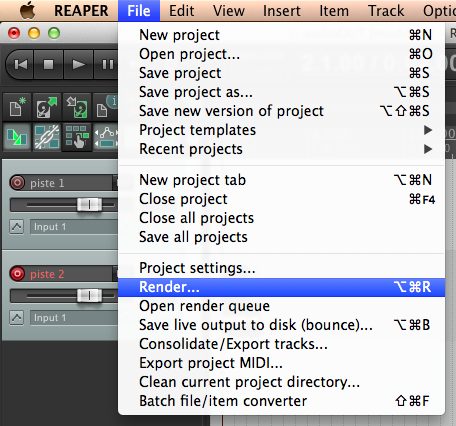 REAPER File Edit View Insert Item Track
New project ⌘N
Open project... ⌘O
Save project ⌘S
Save project as... ⌥⌘S
Save new version of project ⌥⇧⌘S
Project templates ▶
Recent projects ▶
New project tab ⌥⌘N
Close project ⌘F4
Close all projects
Save all projects
Project settings...
Render... ⌥⌘R
Open render queue
Save live output to disk (bounce)... ⌥⌘B
Consolidate/Export tracks...
Export project MIDI...
Clean current project directory...
Batch file/item converter ⇧⌘F
piste 1
Input 1
piste 2
Input 1